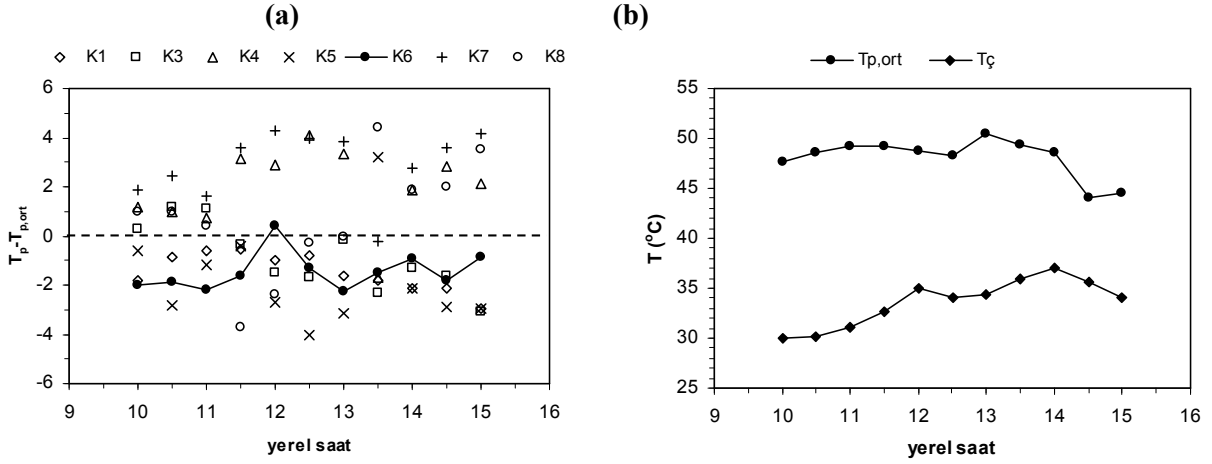 (a)
K1 K3 K4 K5 K6 K7 K8
6
4
2
0
-2
-4
-6
Tp-Tp,ort
9 10 11 12 13 14 15 16
yerel saat
(b)
Tp,ort Tç
55
50
45
40
35
30
25
T (°C)
9 10 11 12 13 14 15 16
yerel saat